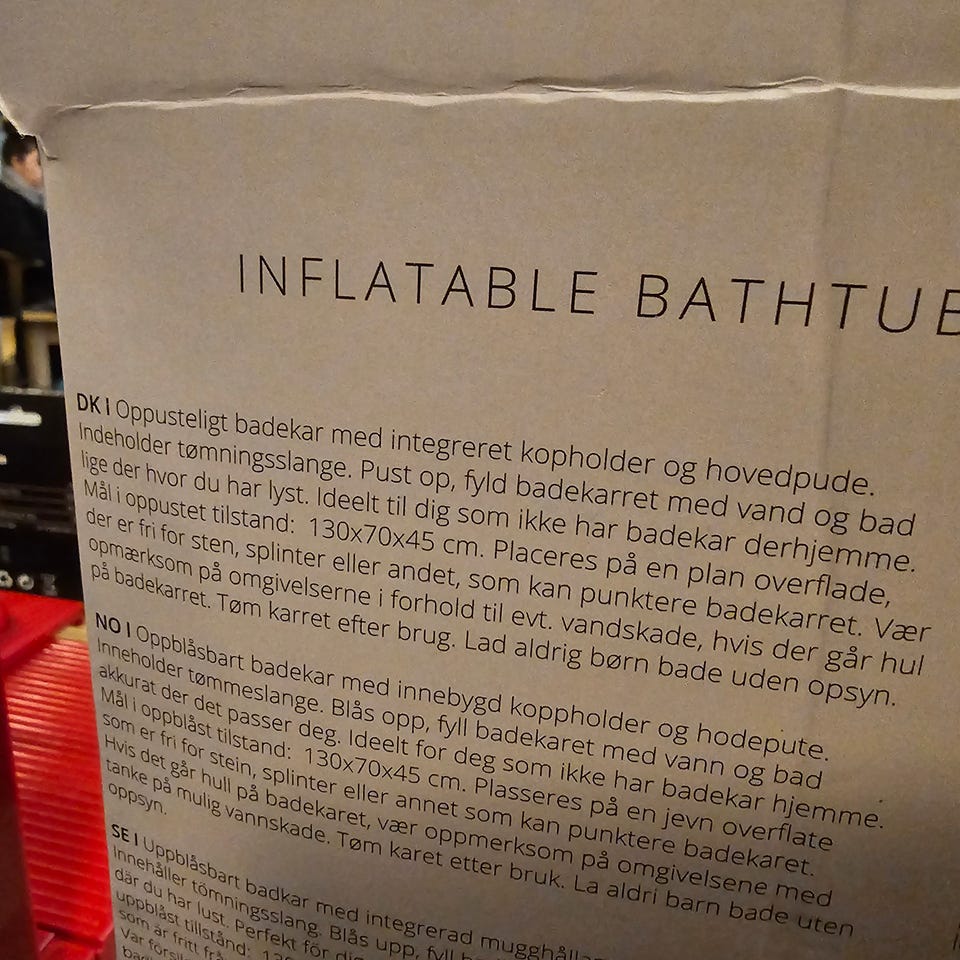 INFLATABLE BATHTUB
DK I Oppusteligt badekar med integreret kopholder og hovedpude.
Indeholder tømningsslange. Pust op, fyld badekarret med vand og bad
lige der hvor du har lyst. Ideelt til dig som ikke har badekar derhjemme.
Mål i oppustet tilstand: 130x70x45 cm. Placeres på en plan overflade,
der er fri for sten, splinter eller andet, som kan punktere badekarret. Vær
opmærksom på omgivelserne i forhold til evt. vandskade, hvis der går hul
på badekarret. Tøm karret efter brug. Lad aldrig børn bade uden opsyn.
NO I Oppblåsbart badekar med innebygd koppholder og hodepute.
Inneholder tømmeslange. Blås opp, fyll badekaret med vann og bad
akkurat der det passer deg. Ideelt for deg som ikke har badekar hjemme.
Mål i oppblåst tilstand: 130x70x45 cm. Plasseres på en jevn overflate
som er fri for stein, splinter eller annet som kan punktere badekaret.
Hvis det går hull på badekaret, vær oppmerksom på omgivelsene med
tanke på mulig vannskade. Tøm karet etter bruk. La aldri barn bade uten
oppsyn.
SE I Uppblåsbart badkar med integrerad mugghåll
Innehåller tömningsslang. Blås upp, fyll
där du har lust. Perfekt för dig
uppblåst tillstånd:
som är fritt
Var